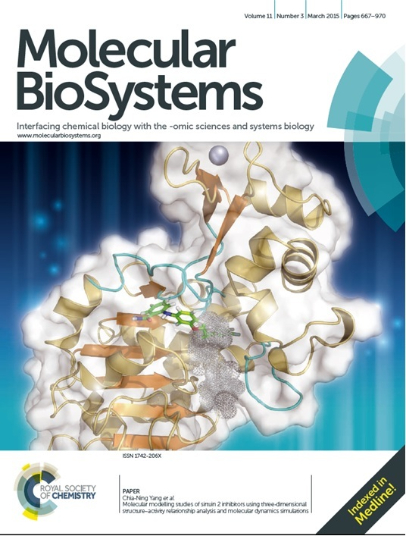 Volume 11 | Number 3 | March 2015 | Pages 667–970
Molecular
BioSystems
Interfacing chemical biology with the -omic sciences and systems biology
www.molecularbiosystems.org
ISSN 1742-206X
ROYAL SOCIETY
OF CHEMISTRY
PAPER
Chia-Ning Yang et al.
Molecular modelling studies of sirtuin 2 inhibitors using three-dimensional
structure–activity relationship analysis and molecular dynamics simulations
Indexed in
Medline!